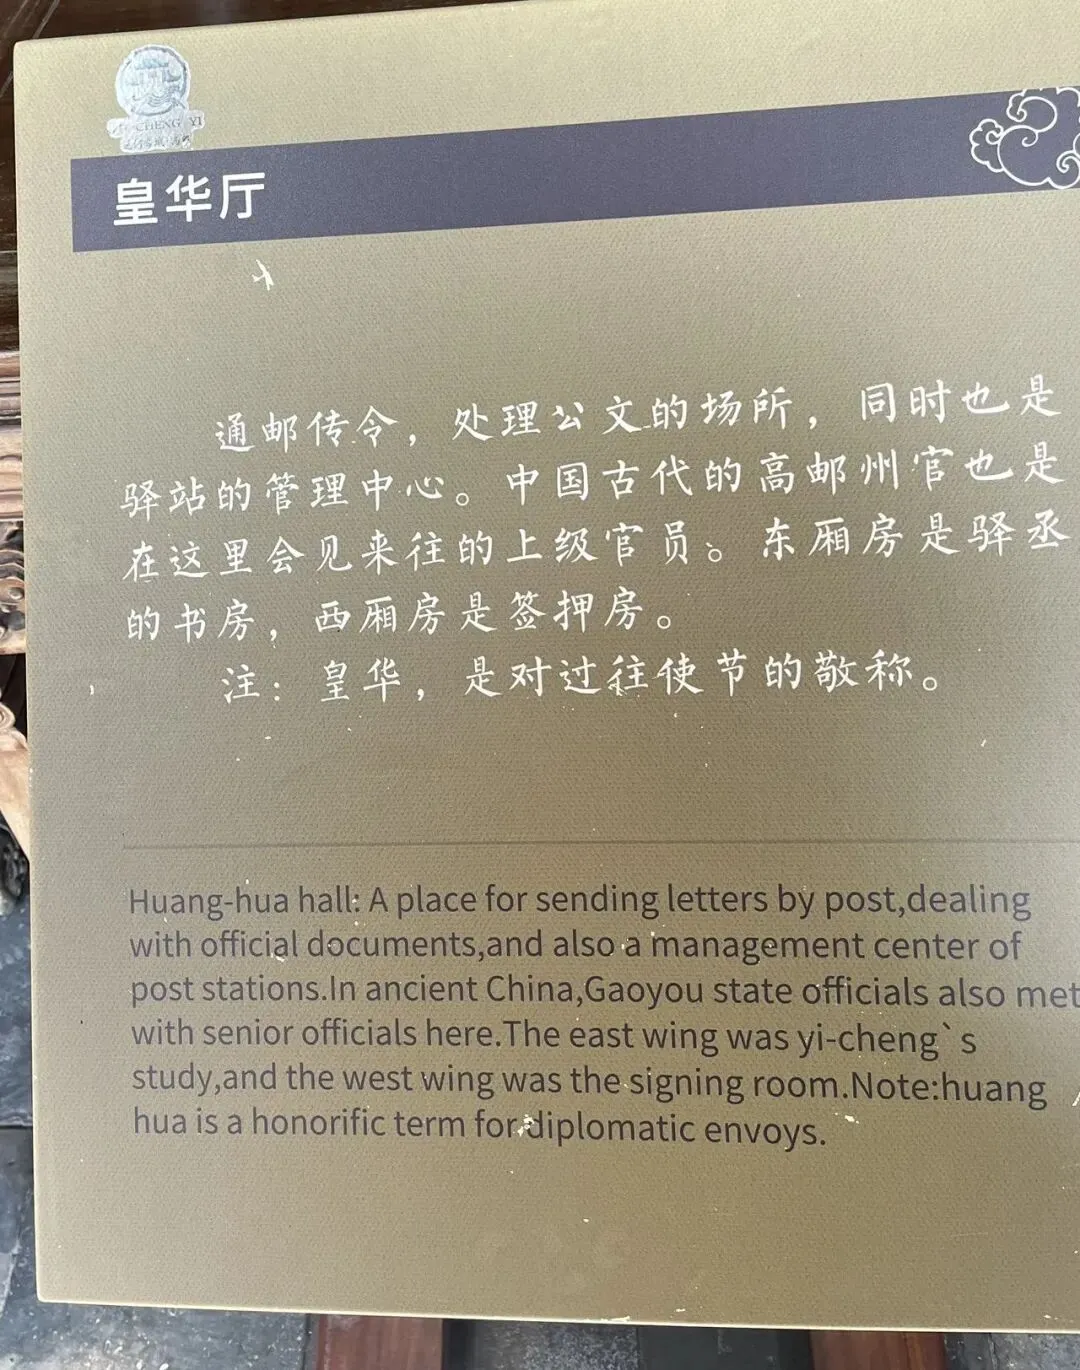 CHENG YI
皇华厅
通邮传令，处理公文的场所，同时也是
驿站的管理中心。中国古代的高邮州官也是
在这里会见来往的上级官员。东厢房是驿丞
的书房，西厢房是签押房。
注：皇华，是对过往使节的敬称。
Huang-hua hall: A place for sending letters by post,dealing
with official documents,and also a management center of
post stations.In ancient China,Gaoyou state officials also met
with senior officials here.The east wing was yi-cheng`s
study,and the west wing was the signing room.Note:huang
hua is a honorific term for diplomatic envoys.